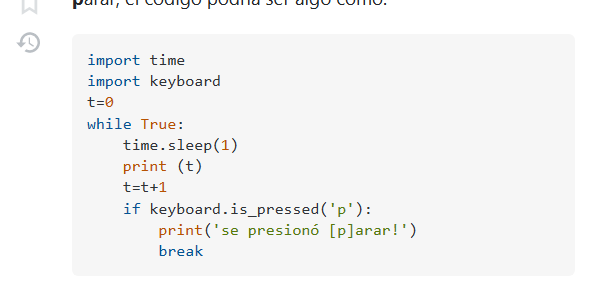 parar, el código podría ser algo como:
import time
import keyboard
t=0
while True:
    time.sleep(1)
    print (t)
    t=t+1
    if keyboard.is_pressed('p'):
        print('se presionó [p]arar!')
        break